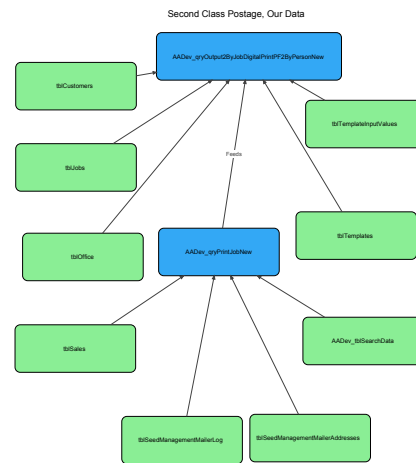 Second Class Postage, Our Data
AADev_qryOutput2ByJobDigitalPrintPF2ByPersonNew
tblCustomers
tblTemplateInputValues
tblJobs
Feeds
tblTemplates
tblOffice
AADev_qryPrintJobNew
tblSales
AADev_tblSearchData
tblSeedManagementMailerLog
tblSeedManagementMailerAddresses